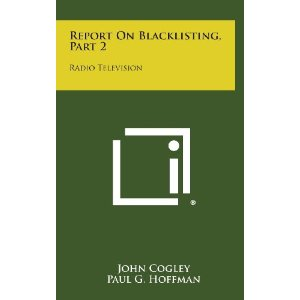 Report On Blacklisting,
Part 2
Radio Television
John Cogley
Paul G. Hoffman